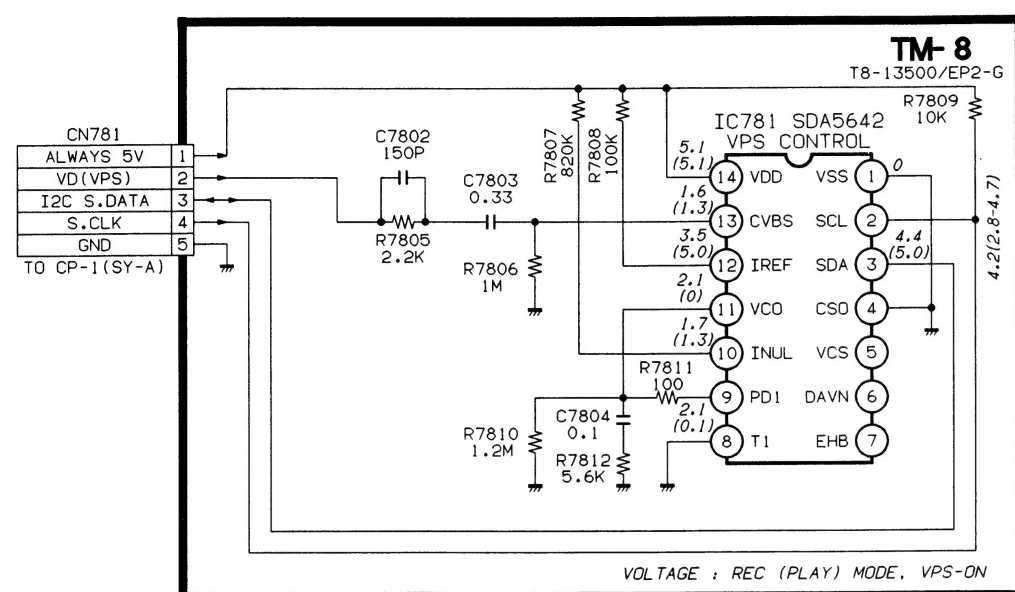 TM-8
T8-13500/EP2-G
R7809
10K
CN781
ALWAYS 5V 1
VD(VPS) 2
I2C S.DATA 3
S.CLK 4
GND 5
TO CP-1(SY-A)
C7802
150P
R7805
2.2K
C7803
0.33
R7806
1M
R7807
820K
R7808
100K
IC781 SDA5642
VPS CONTROL
5.1
(5.1)
14 VDD VSS 1
0
1.6
(1.3)
13 CVBS SCL 2
4.2(2.8-4.7)
3.5
(5.0)
12 IREF SDA 3
4.4
(5.0)
2.1
(0)
11 VCO CSO 4
1.7
(1.3)
10 INUL VCS 5
R7811
100
9 PD1 DAVN 6
2.1
(0.1)
8 T1 EHB 7
R7810
1.2M
C7804
0.1
R7812
5.6K
VOLTAGE : REC (PLAY) MODE, VPS-ON